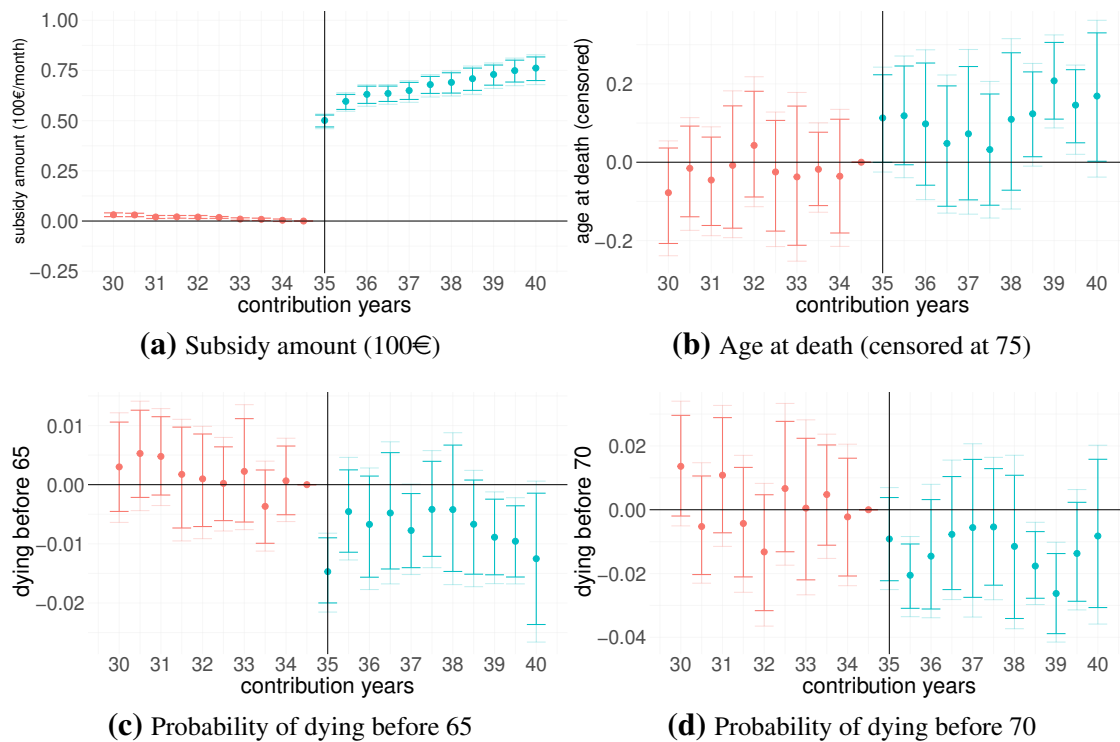 subsidy amount (100€/month)
1.00
0.75
0.50
0.25
0.00
−0.25
30 31 32 33 34 35 36 37 38 39 40
contribution years
(a) Subsidy amount (100€)
age at death (censored)
0.2
0.0
−0.2
30 31 32 33 34 35 36 37 38 39 40
contribution years
(b) Age at death (censored at 75)
dying before 65
0.01
0.00
−0.01
−0.02
30 31 32 33 34 35 36 37 38 39 40
contribution years
(c) Probability of dying before 65
dying before 70
0.02
0.00
−0.02
−0.04
30 31 32 33 34 35 36 37 38 39 40
contribution years
(d) Probability of dying before 70